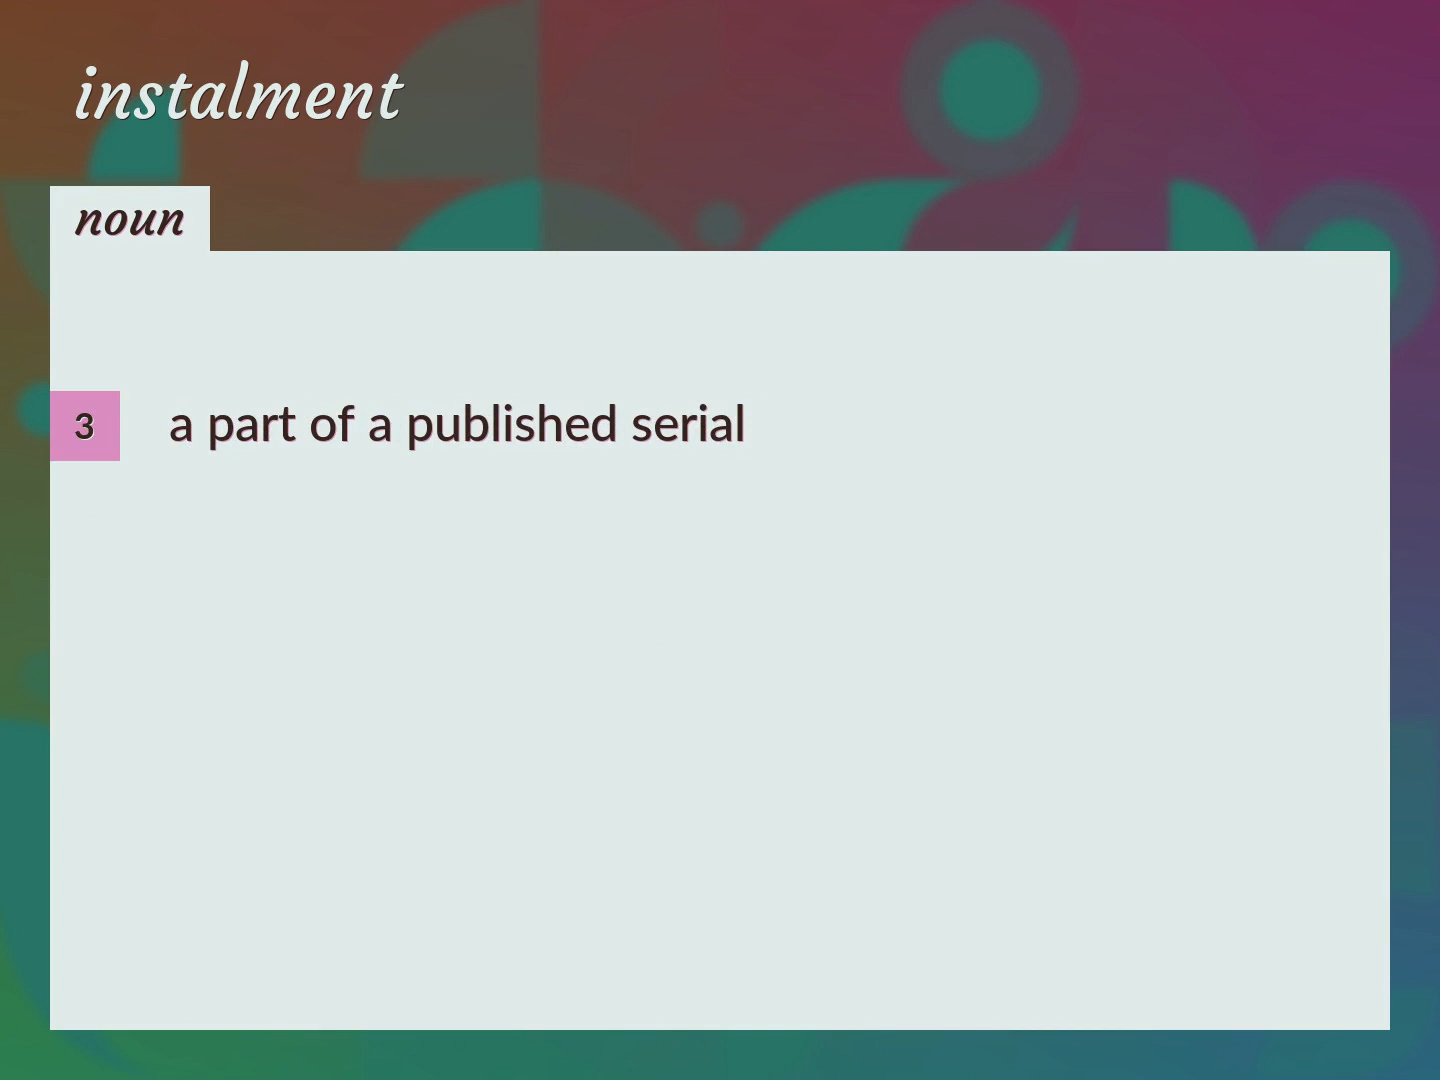 instalment
noun
3 a part of a published serial